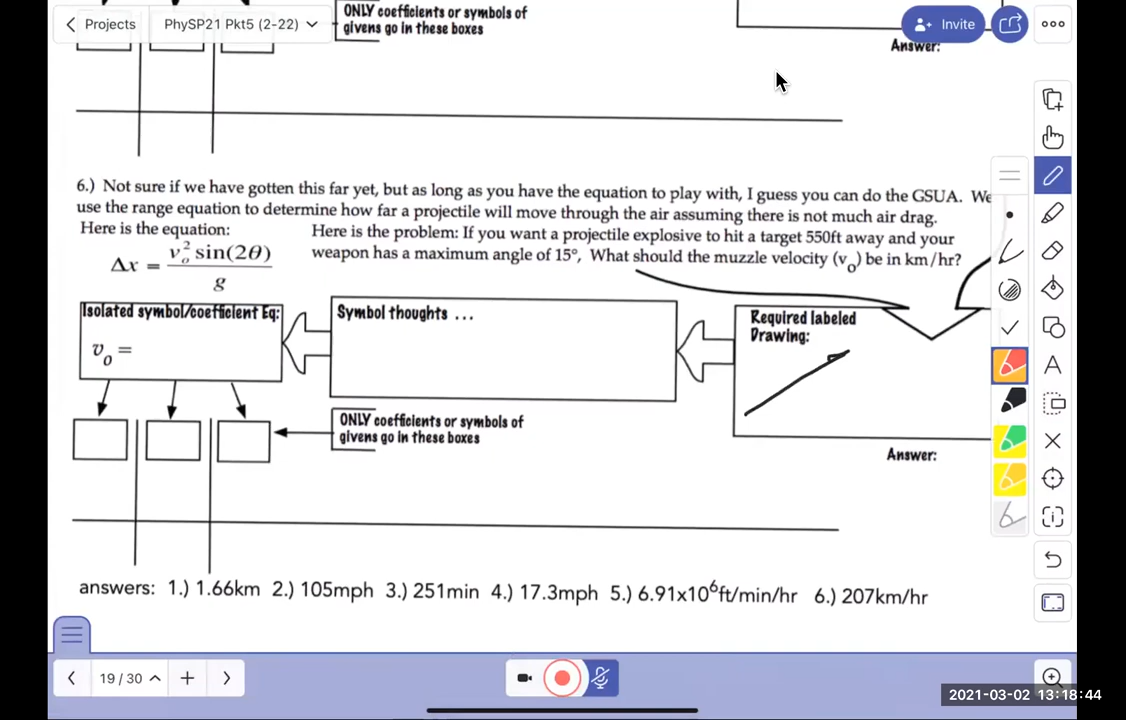 Projects
PhySP21 Pkt5 (2-22)
ONLY coefficients or symbols of
givens go in these boxes
Invite
Answer:
6.) Not sure if we have gotten this far yet, but as long as you have the equation to play with, I guess you can do the GSUA. We
use the range equation to determine how far a projectile will move through the air assuming there is not much air drag.
Here is the equation:
Δx = v₀² sin(2θ) / g
Here is the problem: If you want a projectile explosive to hit a target 550ft away and your
weapon has a maximum angle of 15°, What should the muzzle velocity (v₀) be in km/hr?
Isolated symbol/coefficient Eq:
v₀ =
Symbol thoughts ...
Required labeled
Drawing:
ONLY coefficients or symbols of
givens go in these boxes
Answer:
answers: 1.) 1.66km 2.) 105mph 3.) 251min 4.) 17.3mph 5.) 6.91x10⁶ft/min/hr 6.) 207km/hr
19 / 30
2021-03-02 13:18:44